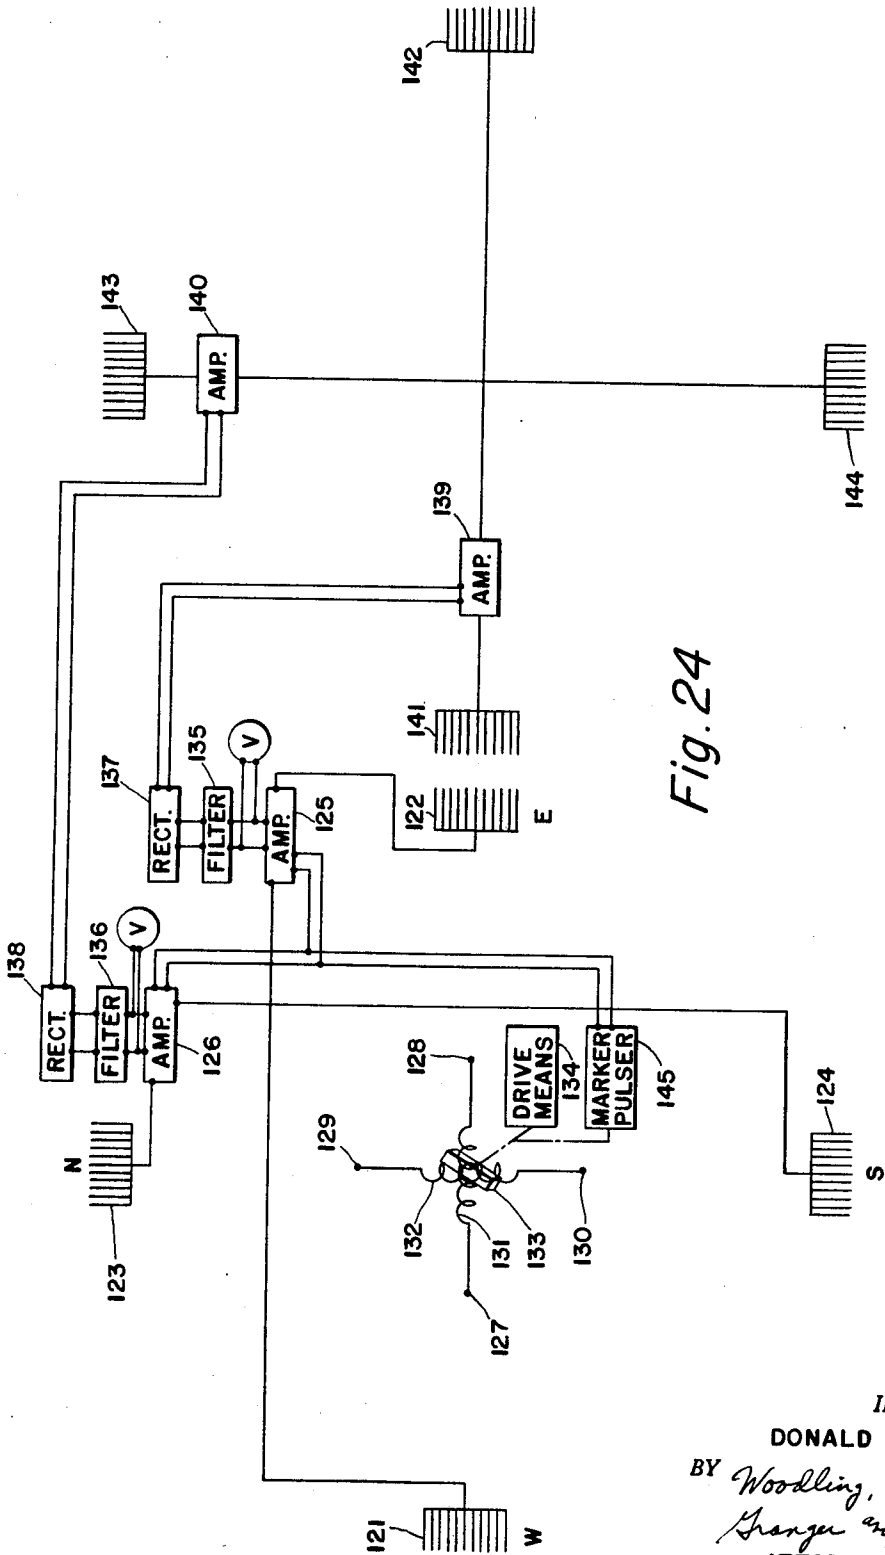 142
143
140
AMP.
144
139
AMP.
141
137
RECT.
135
FILTER
V
125
AMP.
122
E
138
RECT.
136
FILTER
V
126
AMP.
N
123
129
128
132
131
133
130
127
DRIVE
MEANS
134
MARKER
PULSER
145
124
S
121
W
Fig. 24
DONALD
BY Woodling,
Granger and